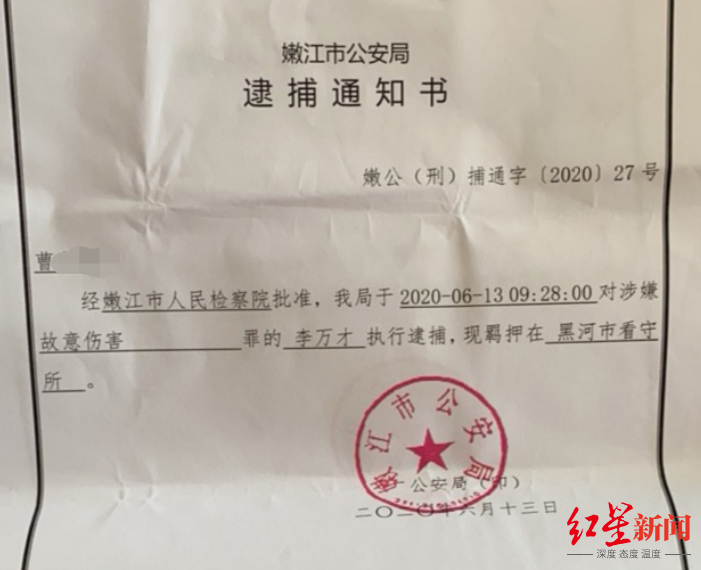 嫩江市公安局
逮捕通知书
嫩公（刑）捕通字〔2020〕27号
曹
经嫩江市人民检察院批准，我局于2020-06-13 09:28:00对涉嫌
故意伤害 罪的 李万才 执行逮捕，现羁押在 黑河市看守
所 。
嫩江市公安局
公安局（印）
二〇二〇年六月十三日
红星新闻
深度 态度 温度